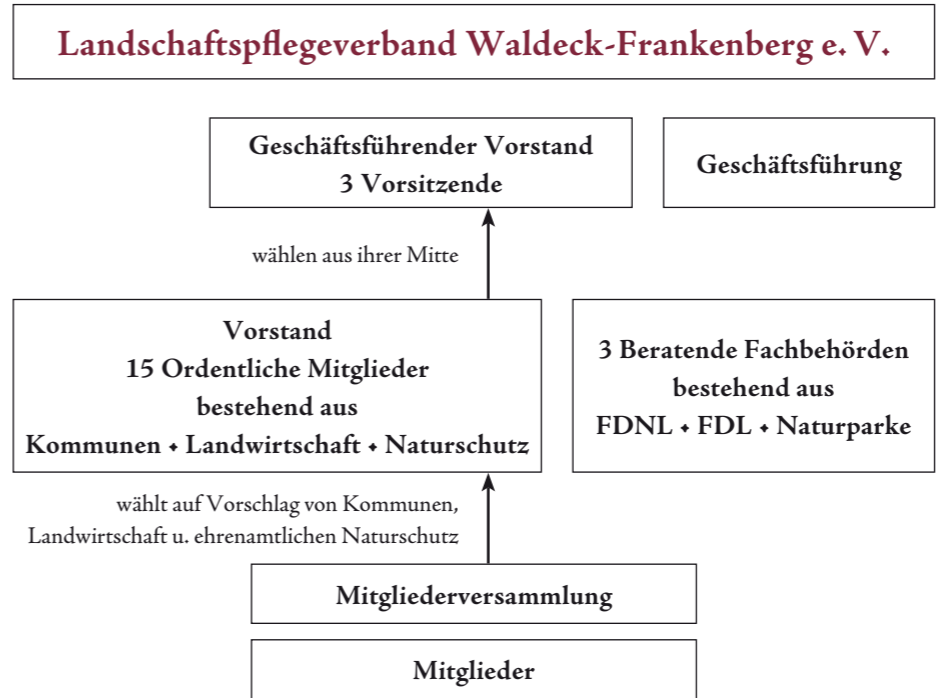 Landschaftspflegeverband Waldeck-Frankenberg e. V.
Geschäftsführender Vorstand
3 Vorsitzende
Geschäftsführung
wählen aus ihrer Mitte
Vorstand
15 Ordentliche Mitglieder
bestehend aus
Kommunen • Landwirtschaft • Naturschutz
3 Beratende Fachbehörden
bestehend aus
FDNL • FDL • Naturparke
wählt auf Vorschlag von Kommunen,
Landwirtschaft u. ehrenamtlichen Naturschutz
Mitgliederversammlung
Mitglieder